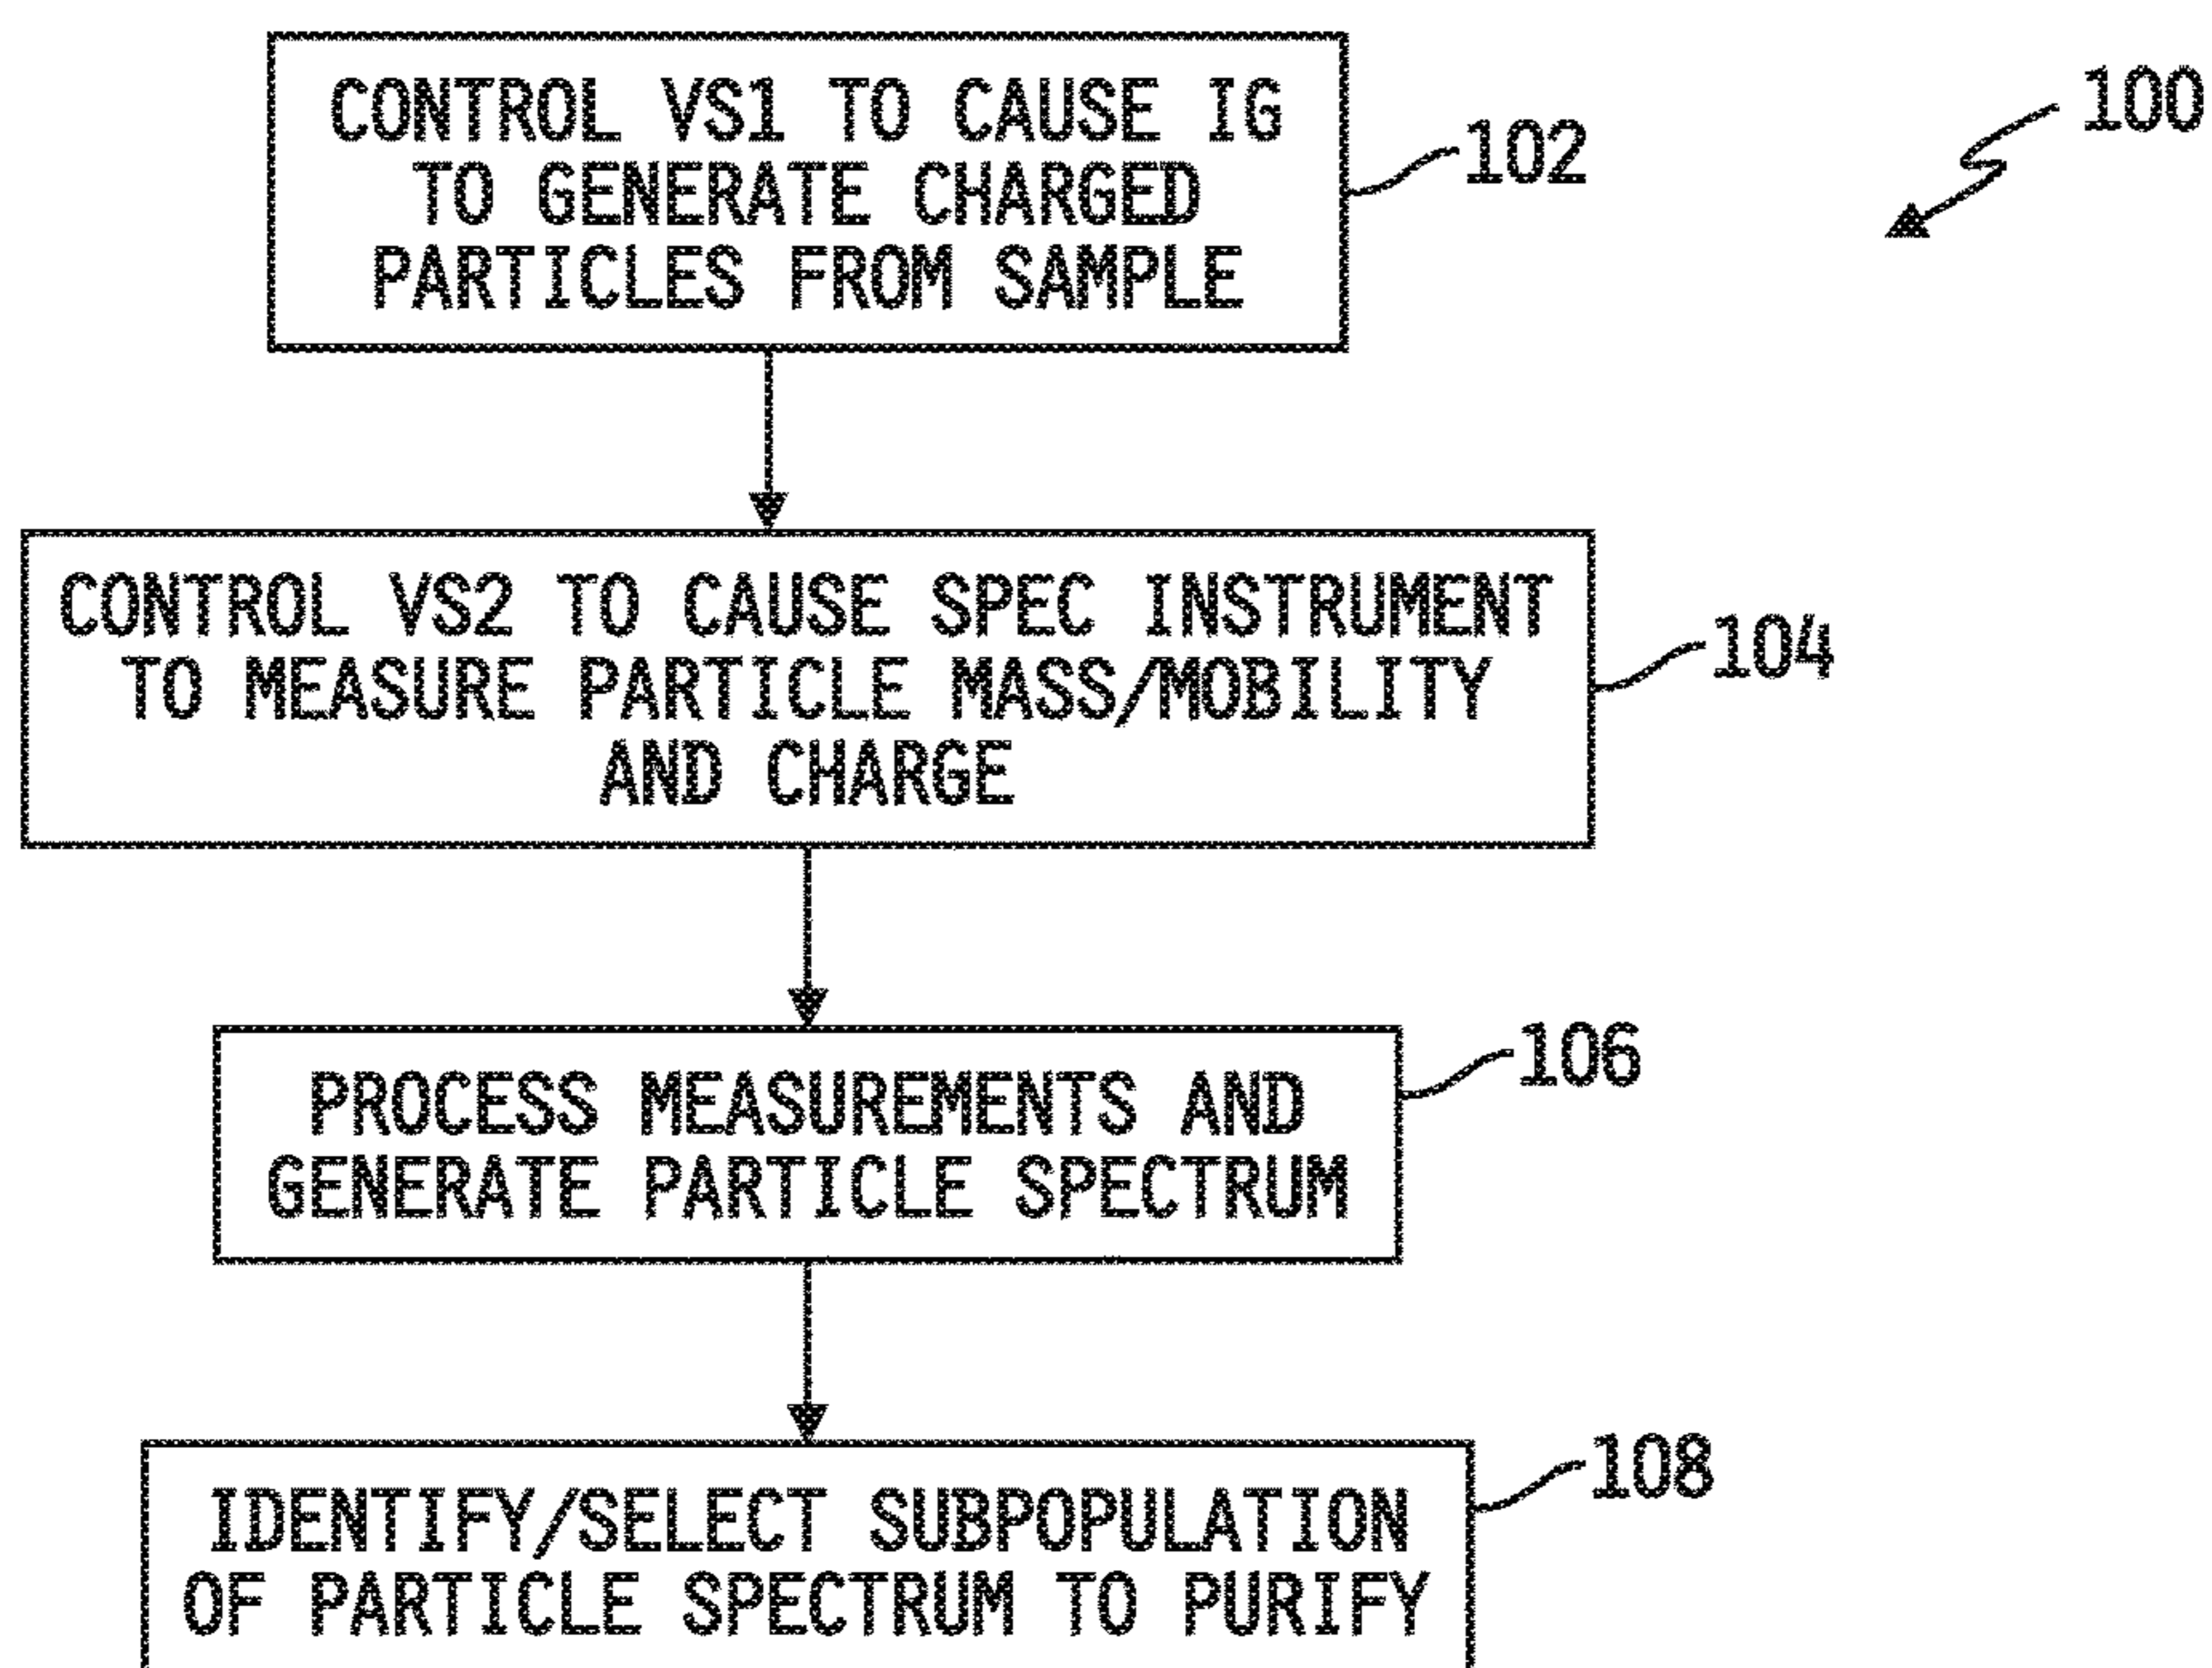 CONTROL VS1 TO CAUSE IG
TO GENERATE CHARGED
PARTICLES FROM SAMPLE
102
100
CONTROL VS2 TO CAUSE SPEC INSTRUMENT
TO MEASURE PARTICLE MASS/MOBILITY
AND CHARGE
104
PROCESS MEASUREMENTS AND
GENERATE PARTICLE SPECTRUM
106
IDENTIFY/SELECT SUBPOPULATION
OF PARTICLE SPECTRUM TO PURIFY
108